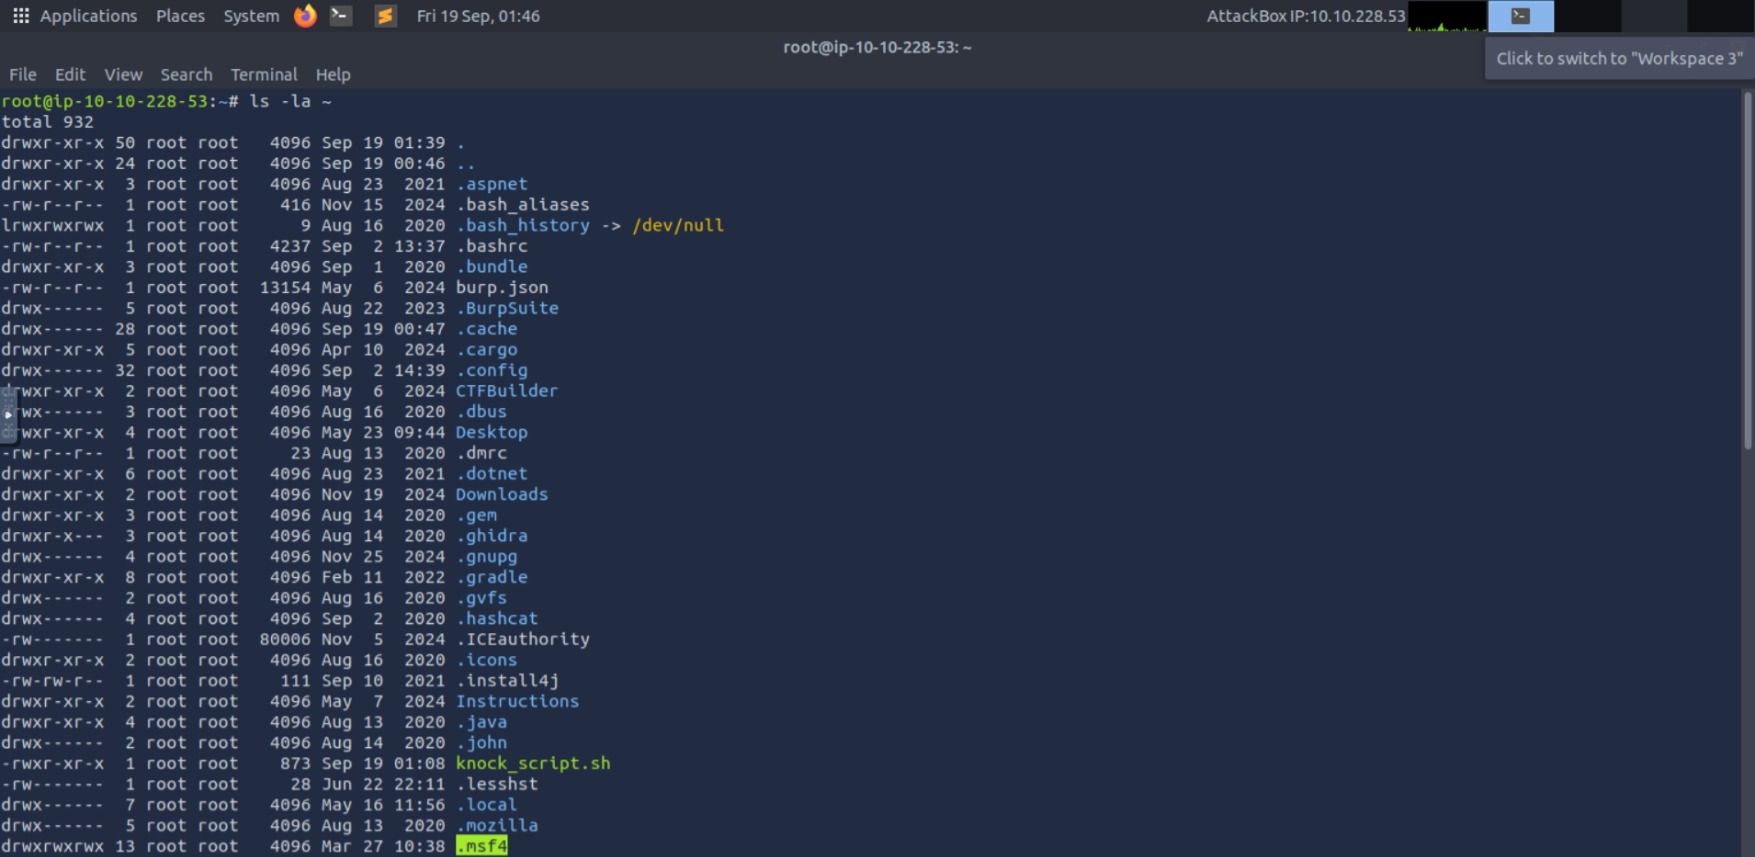 Applications Places System Fri 19 Sep, 01:46 AttackBox IP:10.10.228.53
root@ip-10-10-228-53: ~
Click to switch to "Workspace 3"
File Edit View Search Terminal Help
root@ip-10-10-228-53:~# ls -la ~
total 932
drwxr-xr-x 50 root root   4096 Sep 19 01:39 .
drwxr-xr-x 24 root root   4096 Sep 19 00:46 ..
drwxr-xr-x  3 root root   4096 Aug 23  2021 .aspnet
-rw-r--r--  1 root root    416 Nov 15  2024 .bash_aliases
lrwxrwxrwx  1 root root      9 Aug 16  2020 .bash_history -> /dev/null
-rw-r--r--  1 root root   4237 Sep  2 13:37 .bashrc
drwxr-xr-x  3 root root   4096 Sep  1  2020 .bundle
-rw-r--r--  1 root root  13154 May  6  2024 burp.json
drwx------  5 root root   4096 Aug 22  2023 .BurpSuite
drwx------ 28 root root   4096 Sep 19 00:47 .cache
drwxr-xr-x  5 root root   4096 Apr 10  2024 .cargo
drwx------ 32 root root   4096 Sep  2 14:39 .config
drwxr-xr-x  2 root root   4096 May  6  2024 CTFBuilder
drwx------  3 root root   4096 Aug 16  2020 .dbus
drwxr-xr-x  4 root root   4096 May 23 09:44 Desktop
-rw-r--r--  1 root root     23 Aug 13  2020 .dmrc
drwxr-xr-x  6 root root   4096 Aug 23  2021 .dotnet
drwxr-xr-x  2 root root   4096 Nov 19  2024 Downloads
drwxr-xr-x  3 root root   4096 Aug 14  2020 .gem
drwxr-x---  3 root root   4096 Aug 14  2020 .ghidra
drwx------  4 root root   4096 Nov 25  2024 .gnupg
drwxr-xr-x  8 root root   4096 Feb 11  2022 .gradle
drwx------  2 root root   4096 Aug 16  2020 .gvfs
drwx------  4 root root   4096 Sep  2  2020 .hashcat
-rw-------  1 root root  80006 Nov  5  2024 .ICEauthority
drwxr-xr-x  2 root root   4096 Aug 16  2020 .icons
-rw-rw-r--  1 root root    111 Sep 10  2021 .install4j
drwxr-xr-x  2 root root   4096 May  7  2024 Instructions
drwxr-xr-x  4 root root   4096 Aug 13  2020 .java
drwx------  2 root root   4096 Aug 14  2020 .john
-rwxr-xr-x  1 root root    873 Sep 19 01:08 knock_script.sh
-rw-------  1 root root     28 Jun 22 22:11 .lesshst
drwx------  7 root root   4096 May 16 11:56 .local
drwx------  5 root root   4096 Aug 13  2020 .mozilla
drwxrwxrwx 13 root root   4096 Mar 27 10:38 .msf4